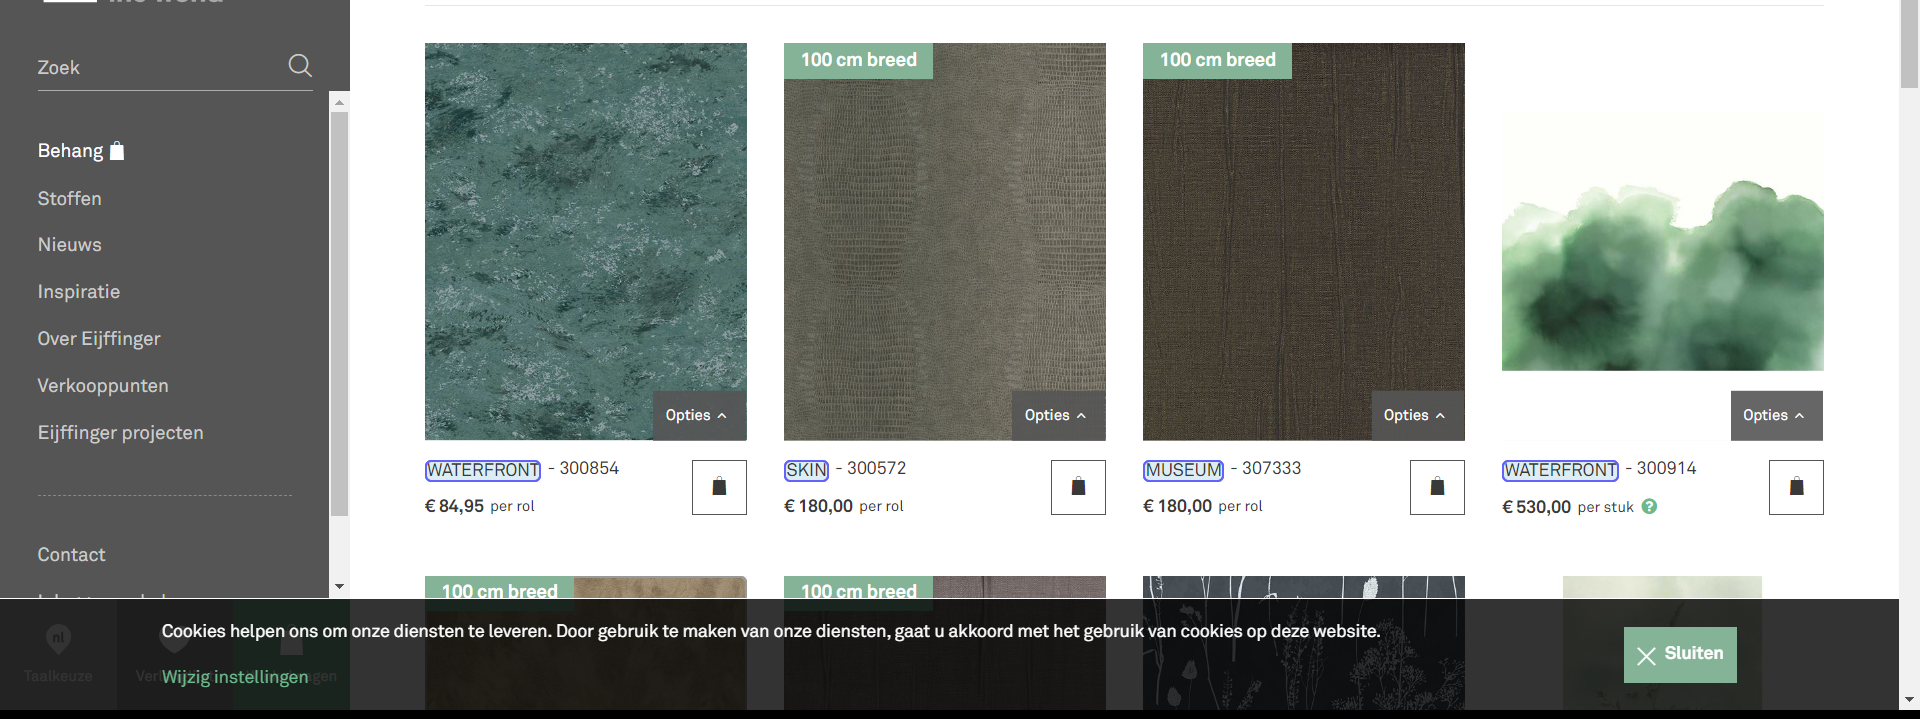 Zoek
Behang
Stoffen
Nieuws
Inspiratie
Over Eijffinger
Verkooppunten
Eijffinger projecten
Contact
100 cm breed
100 cm breed
Opties
Opties
Opties
Opties
WATERFRONT - 300854
€ 84,95 per rol
SKIN - 300572
€ 180,00 per rol
MUSEUM - 307333
€ 180,00 per rol
WATERFRONT - 300914
€ 530,00 per stuk ?
100 cm breed
100 cm breed
nl
Taalkeuze
Cookies helpen ons om onze diensten te leveren. Door gebruik te maken van onze diensten, gaat u akkoord met het gebruik van cookies op deze website.
Wijzig instellingen
Sluiten